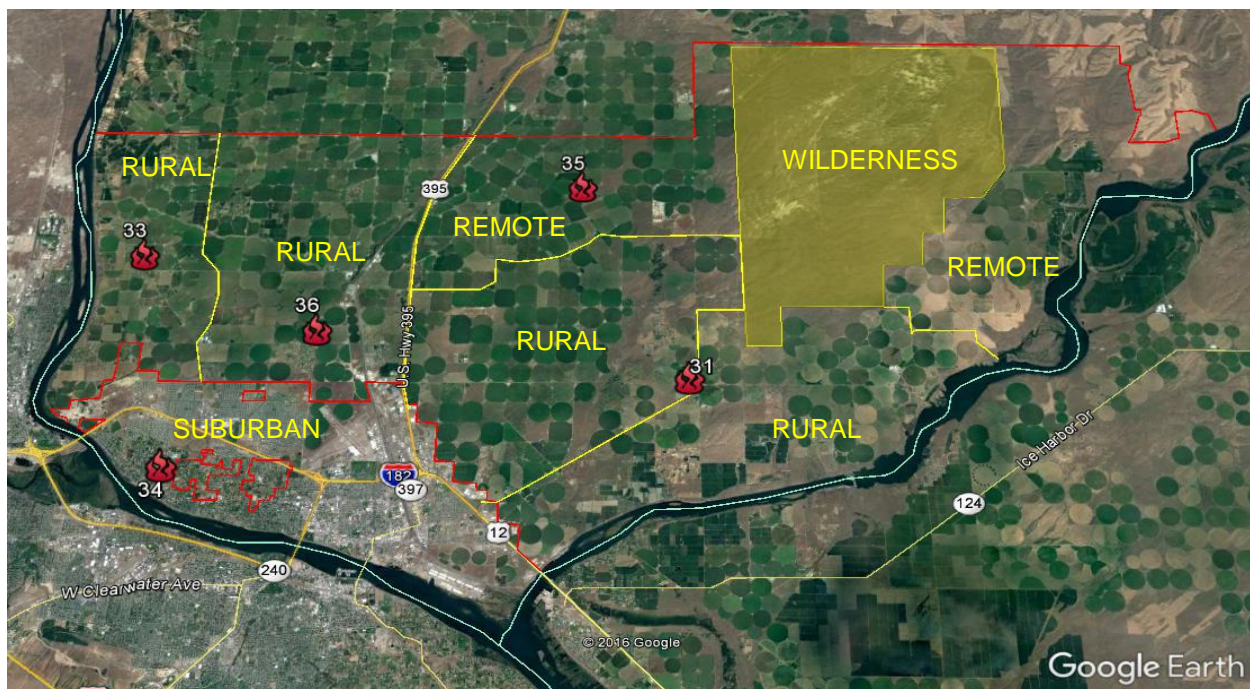 WILDERNESS
RURAL
35
395
REMOTE
33
RURAL
REMOTE
36
U.S. Hwy 395
RURAL
31
SUBURBAN
RURAL
Ice Harbor Dr
34
182
397
124
12
240
W Clearwater Ave
© 2016 Google
Google Earth